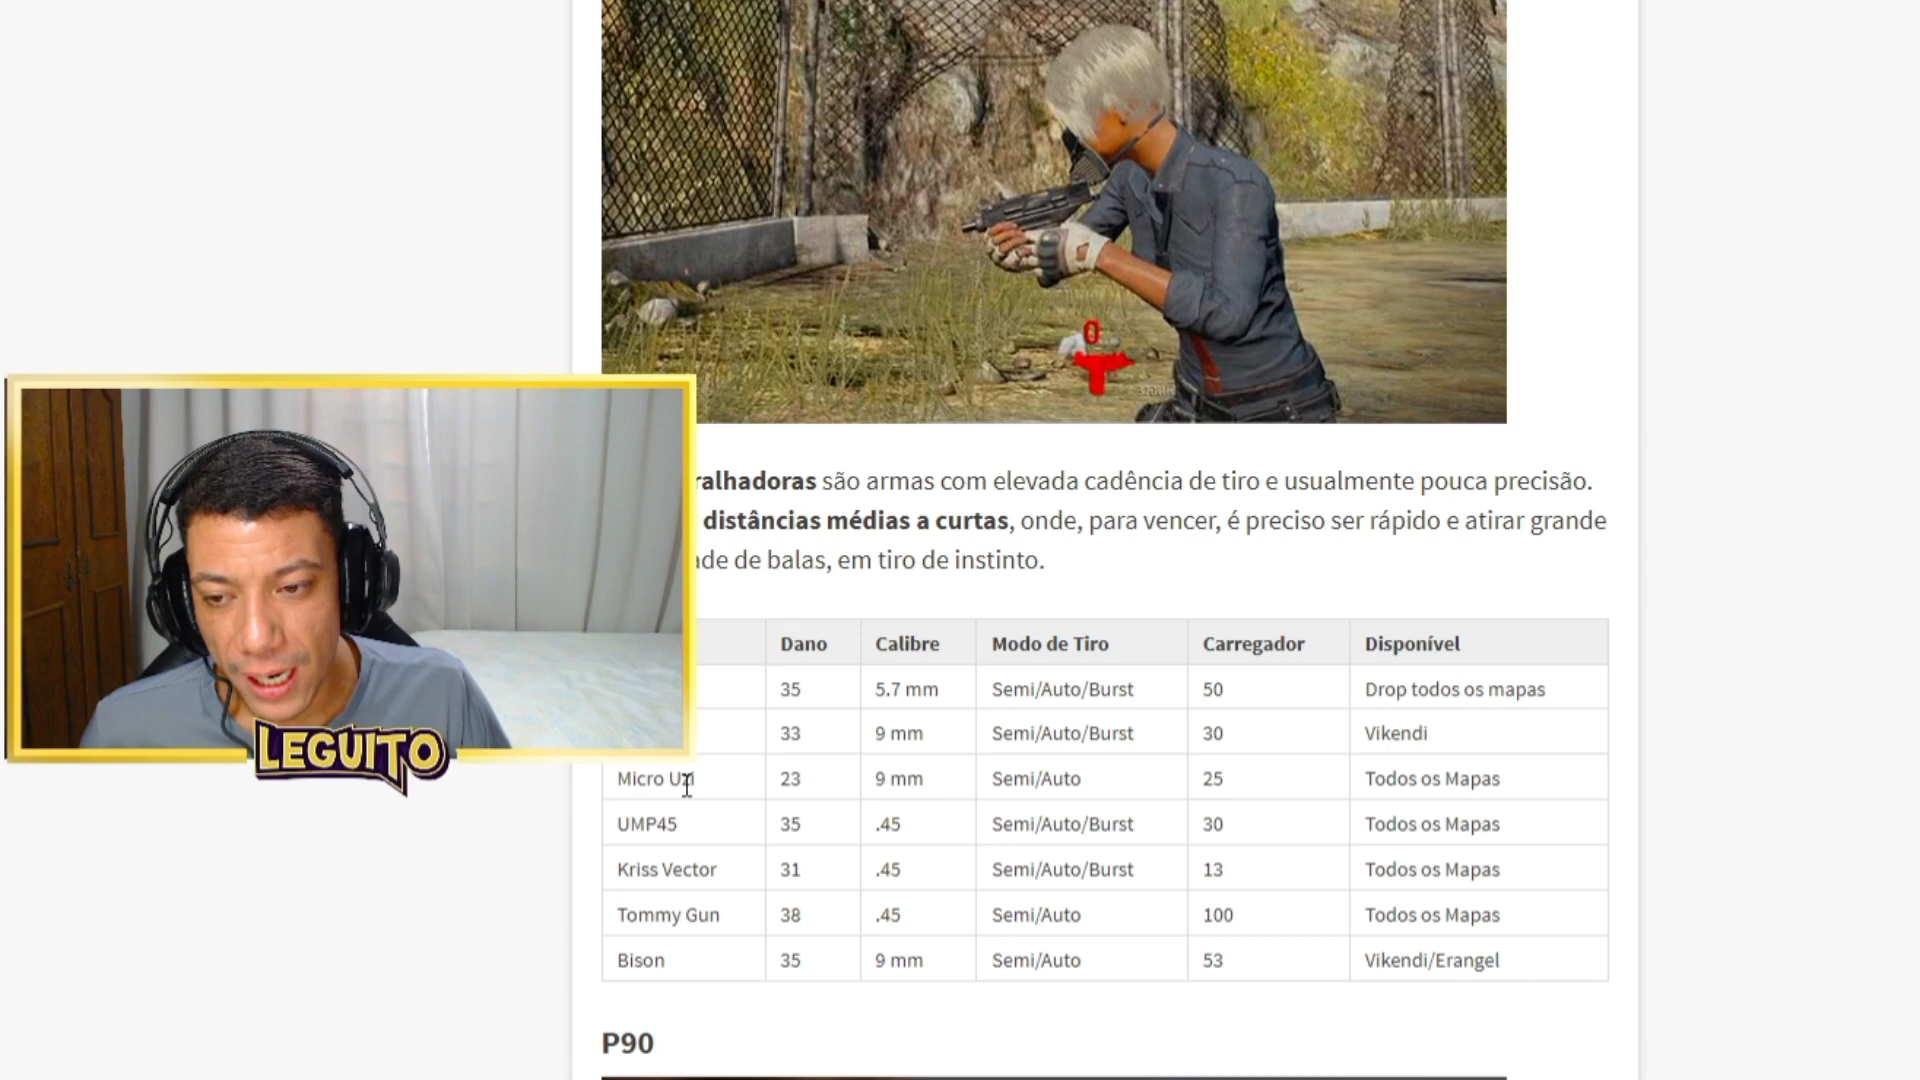 0
ralhadoras são armas com elevada cadência de tiro e usualmente pouca precisão.
distâncias médias a curtas, onde, para vencer, é preciso ser rápido e atirar grande
ade de balas, em tiro de instinto.
LEGUITO
Dano Calibre Modo de Tiro Carregador Disponível
35 5.7 mm Semi/Auto/Burst 50 Drop todos os mapas
33 9 mm Semi/Auto/Burst 30 Vikendi
Micro Uzi 23 9 mm Semi/Auto 25 Todos os Mapas
UMP45 35 .45 Semi/Auto/Burst 30 Todos os Mapas
Kriss Vector 31 .45 Semi/Auto/Burst 13 Todos os Mapas
Tommy Gun 38 .45 Semi/Auto 100 Todos os Mapas
Bison 35 9 mm Semi/Auto 53 Vikendi/Erangel
P90